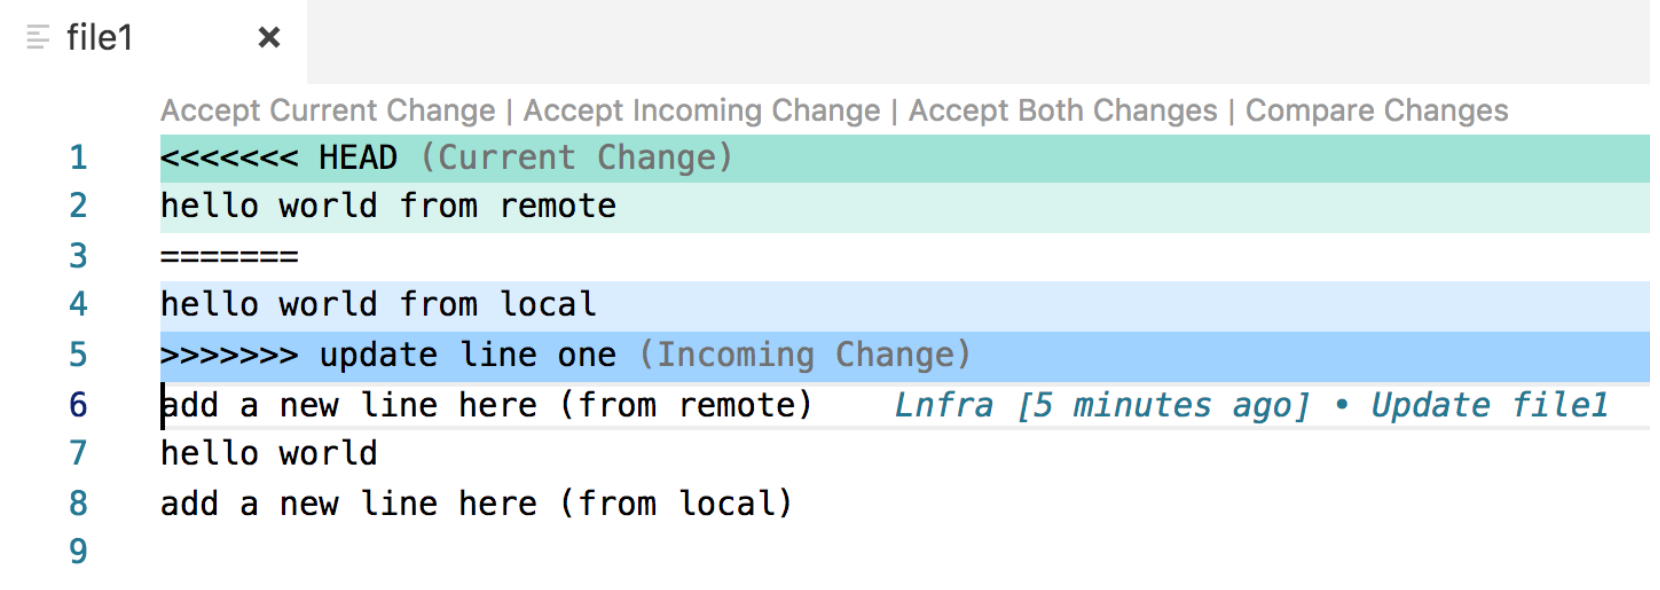 file1 ×
Accept Current Change | Accept Incoming Change | Accept Both Changes | Compare Changes
1 <<<<<<< HEAD (Current Change)
2 hello world from remote
3 =======
4 hello world from local
5 >>>>>>> update line one (Incoming Change)
6 add a new line here (from remote) Lnfra [5 minutes ago] • Update file1
7 hello world
8 add a new line here (from local)
9